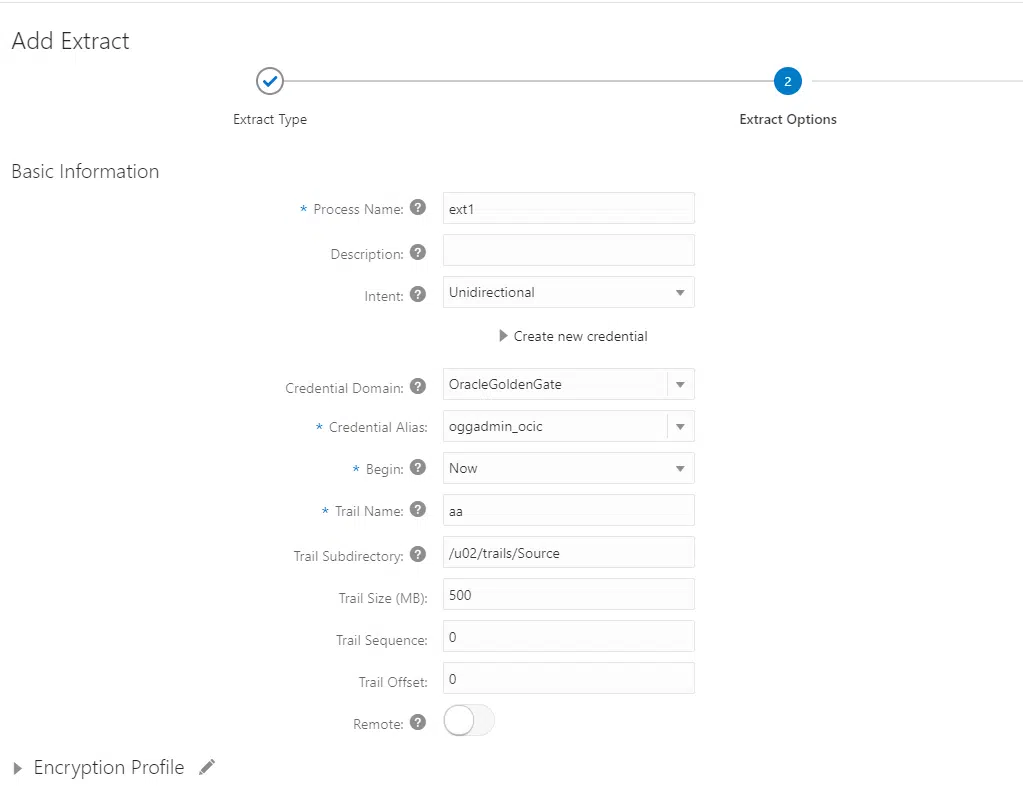 Add Extract
2
Extract Type
Extract Options
Basic Information
* Process Name: ? ext1
Description: ?
Intent: ? Unidirectional
Create new credential
Credential Domain: ? OracleGoldenGate
* Credential Alias: oggadmin_ocic
* Begin: ? Now
* Trail Name: ? aa
Trail Subdirectory: ? /u02/trails/Source
Trail Size (MB): 500
Trail Sequence: 0
Trail Offset: 0
Remote: ?
Encryption Profile